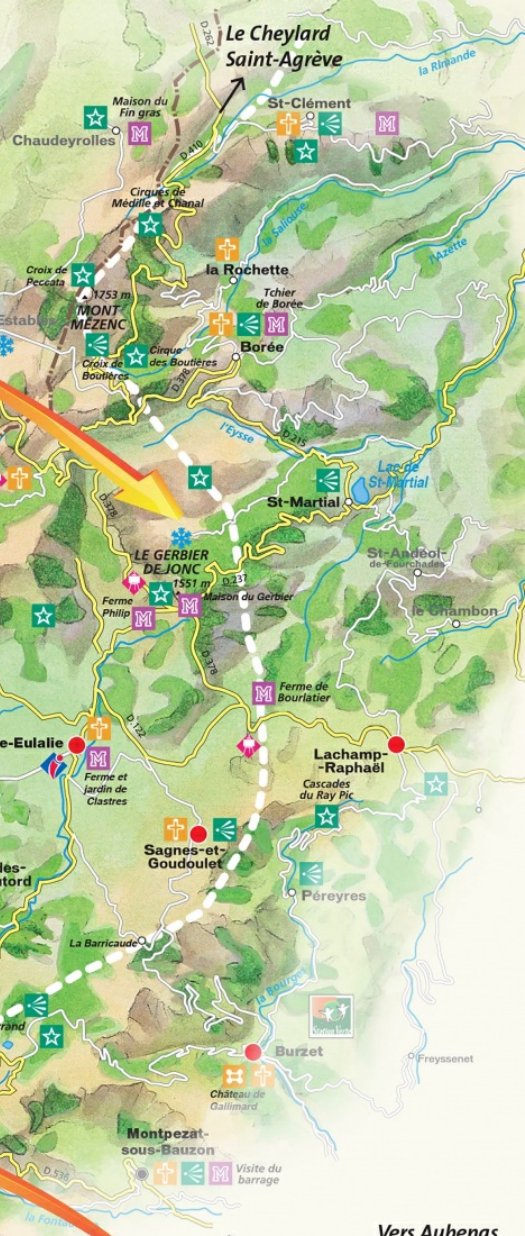 D.262
Le Cheylard
Saint-Agrève
la Rimande
Maison du
Fin gras
M
Chaudeyrolles
St-Clément
M
D.410
Cirques de
Médille et Chanal
la Saliouse
l'Azette
Croix de
Peccata
la Rochette
1753 m
MONT
MÉZENC
Tchier
de Borée
M
Borée
Croix de
Boutières
Cirque
des Boutières
D.378
l'Eysse
D.215
Lac de
St-Martial
St-Martial
D.378
LE GERBIER
DE JONC
1551 m
D.237
St-Andéol-
de-Fourchades
Ferme
Philip
M
M
Maison du Gerbier
le Chambon
D.378
M
Ferme de
Bourlatier
D.122
e-Eulalie
M
Ferme et
jardin de
Clastres
Lachamp-
-Raphaël
Cascades
du Ray Pic
Sagnes-et-
Goudoulet
les-
utord
Péreyres
La Barricaude
la Bourges
rand
Station Verte
Burzet
Freyssenet
Château de
Gallimard
Montpezat-
sous-Bauzon
M
Visite du
barrage
D.536
Vers Aubenas